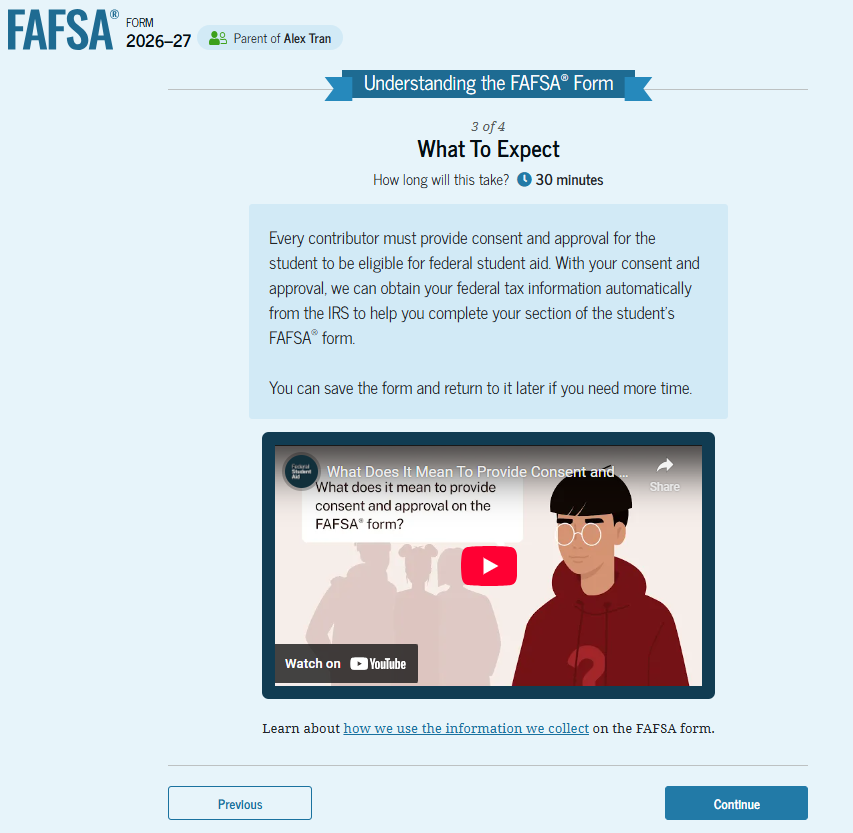 FAFSA®
FORM
2026–27
Parent of Alex Tran
Understanding the FAFSA® Form
3 of 4
What To Expect
How long will this take? 30 minutes
Every contributor must provide consent and approval for the
student to be eligible for federal student aid. With your consent and
approval, we can obtain your federal tax information automatically
from the IRS to help you complete your section of the student's
FAFSA® form.
You can save the form and return to it later if you need more time.
Federal
Student
Aid
What Does It Mean To Provide Consent and ...
Share
What does it mean to provide
consent and approval on the
FAFSA® form?
?
Watch on YouTube
Learn about how we use the information we collect on the FAFSA form.
Previous
Continue